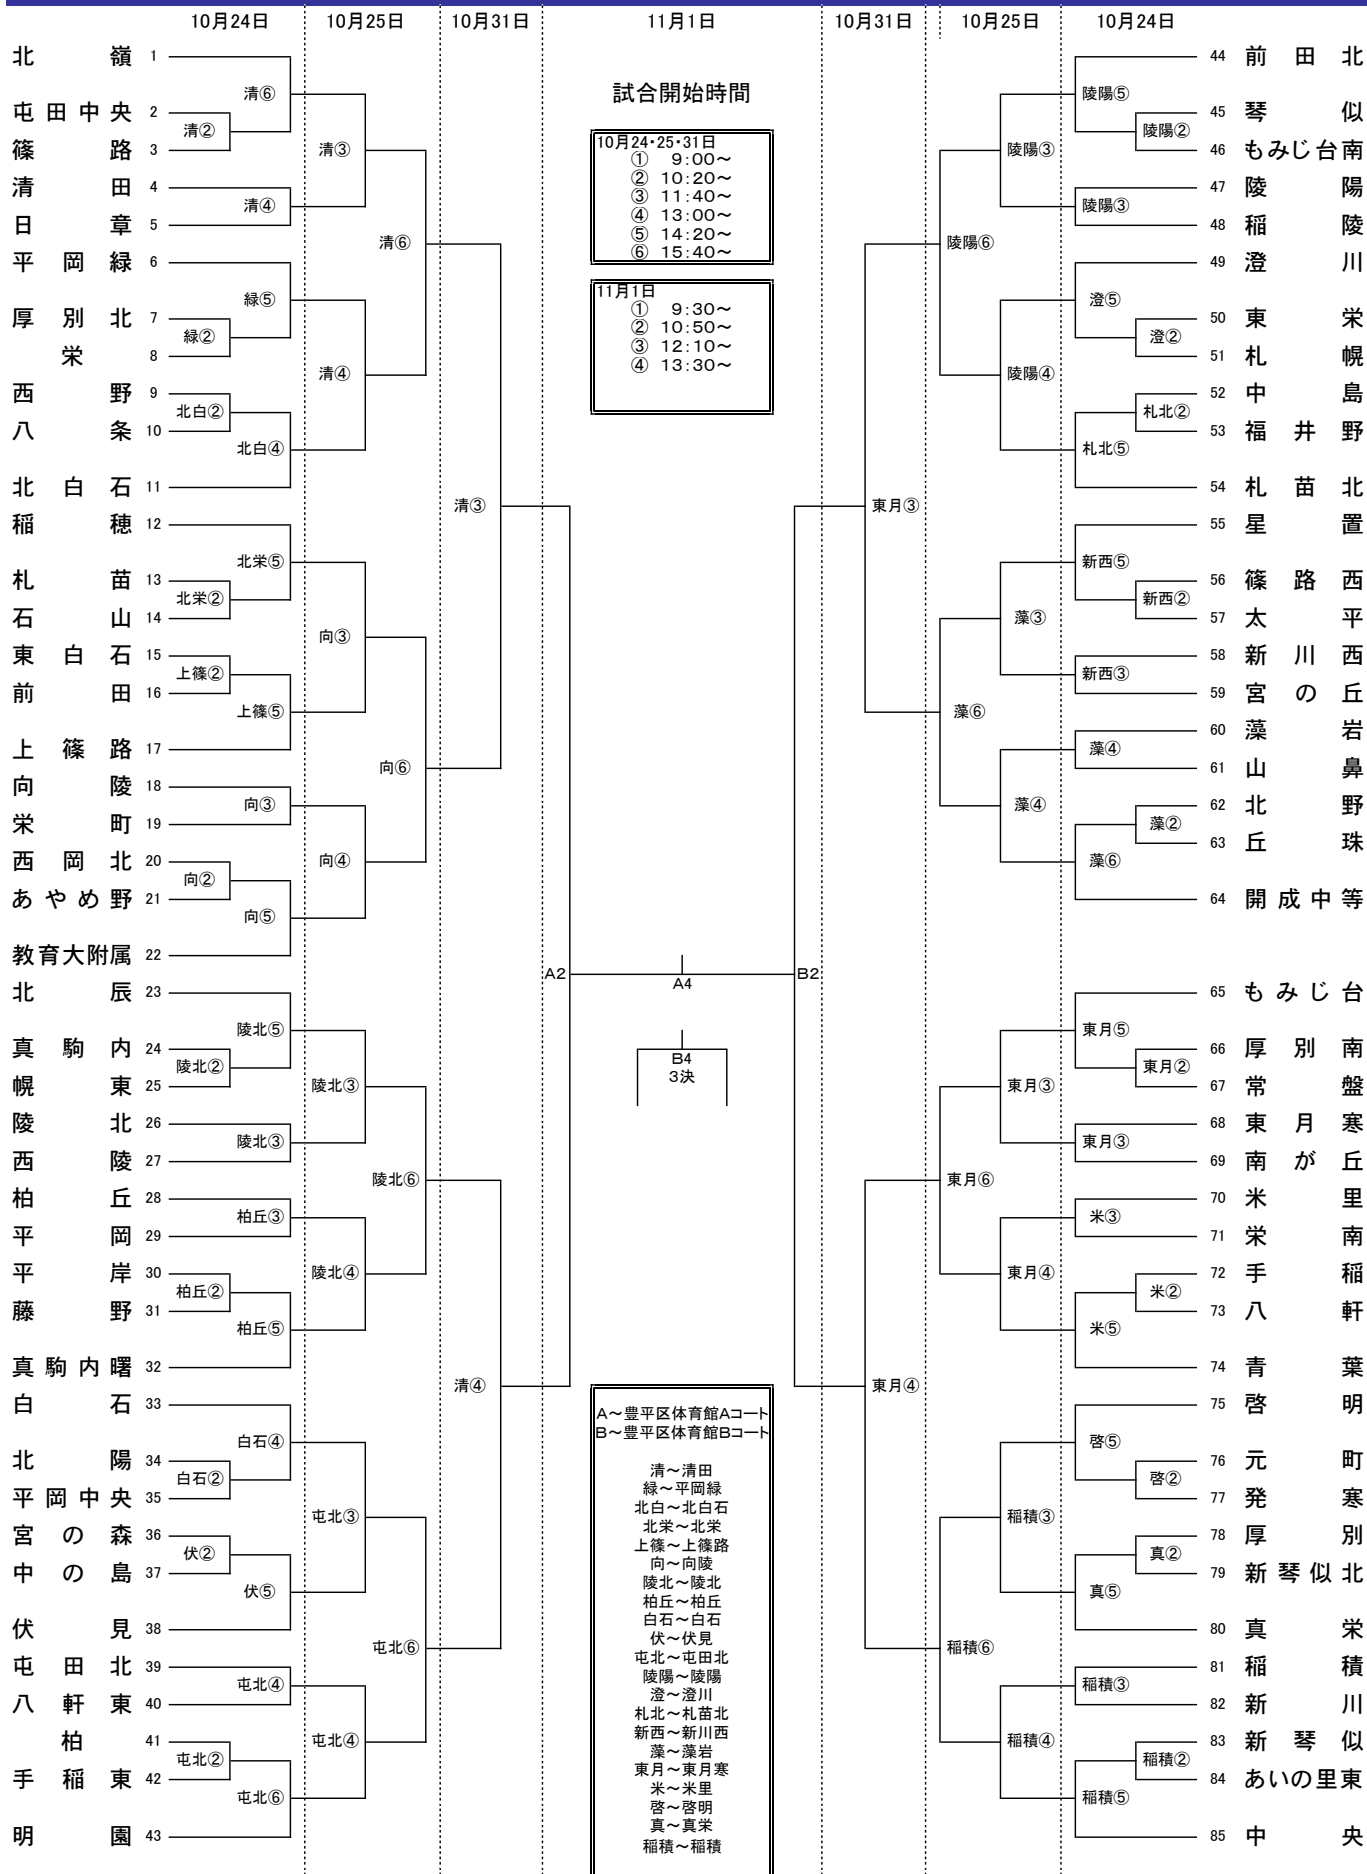 10月24日 10月25日 10月31日 11月1日 10月31日 10月25日 10月24日
北嶺 1
清⑥
屯田中央 2
清②
篠路 3
清③
清田 4
清④
日章 5
清⑥
平岡緑 6
緑⑤
厚別北 7
緑②
栄 8
清④
西野 9
北白②
八条 10
北白④
北白石 11
清③
稲穂 12
北栄⑤
札苗 13
北栄②
石山 14
向③
東白石 15
上篠②
前田 16
上篠⑤
上篠路 17
向⑥
向陵 18
向③
栄町 19
向④
西岡北 20
向②
あやめ野 21
向⑤
教育大附属 22
A2
北辰 23
陵北⑤
真駒内 24
陵北②
幌東 25
陵北③
陵北 26
陵北③
西陵 27
陵北⑥
柏丘 28
柏丘③
平岡 29
陵北④
平岸 30
柏丘②
藤野 31
柏丘⑤
真駒内曙 32
清④
白石 33
白石④
北陽 34
白石②
平岡中央 35
屯北③
宮の森 36
伏②
中の島 37
伏⑤
伏見 38
屯北⑥
屯田北 39
屯北④
八軒東 40
屯北④
柏 41
屯北②
手稲東 42
屯北⑥
明園 43
試合開始時間
10月24・25・31日
① 9:00～
② 10:20～
③ 11:40～
④ 13:00～
⑤ 14:20～
⑥ 15:40～
11月1日
① 9:30～
② 10:50～
③ 12:10～
④ 13:30～
A4
B4
3決
A～豊平区体育館Aコート
B～豊平区体育館Bコート
清～清田
緑～平岡緑
北白～北白石
北栄～北栄
上篠～上篠路
向～向陵
陵北～陵北
柏丘～柏丘
白石～白石
伏～伏見
屯北～屯田北
陵陽～陵陽
澄～澄川
札北～札苗北
新西～新川西
藻～藻岩
東月～東月寒
米～米里
啓～啓明
真～真栄
稲積～稲積
44 前田北
陵陽⑤
45 琴似
陵陽②
46 もみじ台南
陵陽③
47 陵陽
陵陽③
48 稲陵
陵陽⑥
49 澄川
澄⑤
50 東栄
澄②
51 札幌
陵陽④
52 中島
札北②
53 福井野
札北⑤
54 札苗北
東月③
55 星置
新西⑤
56 篠路西
新西②
57 太平
藻③
58 新川西
新西③
59 宮の丘
藻⑥
60 藻岩
藻④
61 山鼻
藻④
62 北野
藻②
63 丘珠
藻⑥
64 開成中等
B2
65 もみじ台
東月⑤
66 厚別南
東月②
67 常盤
東月③
68 東月寒
東月③
69 南が丘
東月⑥
70 米里
米③
71 栄南
東月④
72 手稲
米②
73 八軒
米⑤
74 青葉
東月④
75 啓明
啓⑤
76 元町
啓②
77 発寒
稲積③
78 厚別
真②
79 新琴似北
真⑤
80 真栄
稲積⑥
81 稲積
稲積③
82 新川
稲積④
83 新琴似
稲積②
84 あいの里東
稲積⑤
85 中央